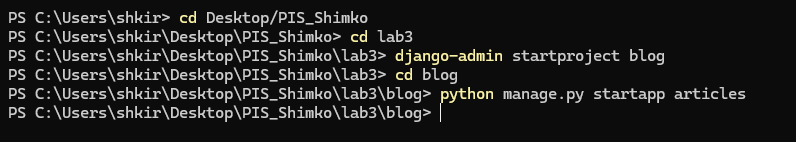 PS C:\Users\shkir> cd Desktop/PIS_Shimko
PS C:\Users\shkir\Desktop\PIS_Shimko> cd lab3
PS C:\Users\shkir\Desktop\PIS_Shimko\lab3> django-admin startproject blog
PS C:\Users\shkir\Desktop\PIS_Shimko\lab3> cd blog
PS C:\Users\shkir\Desktop\PIS_Shimko\lab3\blog> python manage.py startapp articles
PS C:\Users\shkir\Desktop\PIS_Shimko\lab3\blog>